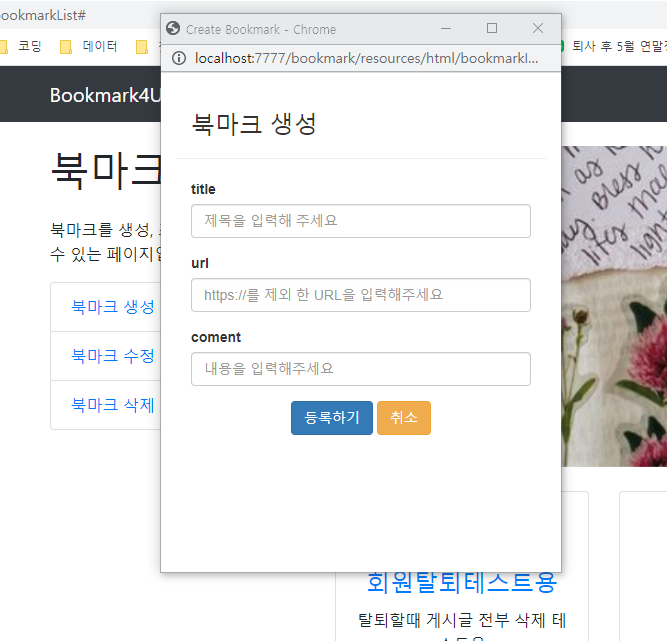 ookmarkList#
코딩
데이터
퇴사 후 5월 연말정
Create Bookmark - Chrome
localhost:7777/bookmark/resources/html/bookmarkI...
Bookmark4U
북마크
북마크를 생성,
수 있는 페이지입
북마크 생성
북마크 수정
북마크 삭제
북마크 생성
title
제목을 입력해 주세요
url
https://를 제외 한 URL을 입력해주세요
coment
내용을 입력해주세요
등록하기 취소
회원탈퇴테스트용
탈퇴할때 게시글 전부 삭제 테